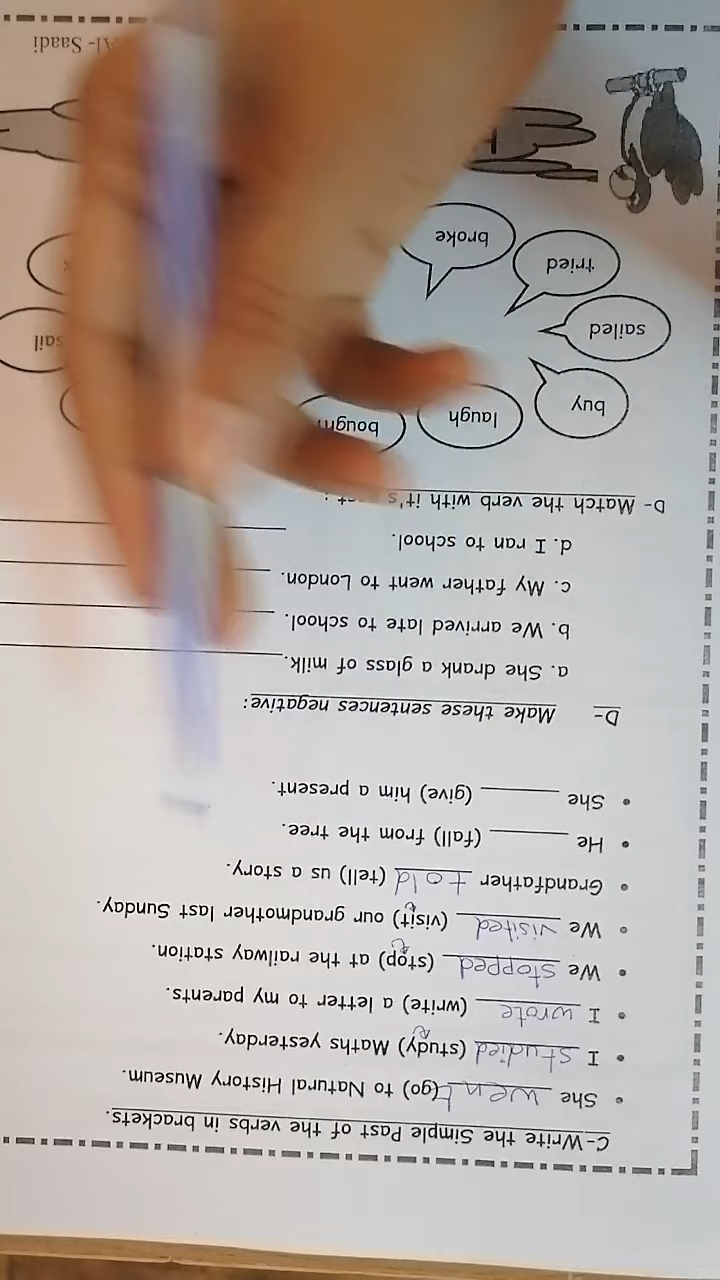 C-Write the Simple Past of the verbs in brackets.
• She went (go) to Natural History Museum.
• I studied (study) Maths yesterday.
• I wrote (write) a letter to my parents.
• We stopped (stop) at the railway station.
• We visited (visit) our grandmother last Sunday.
• Grandfather told (tell) us a story.
• He ______ (fall) from the tree.
• She ______ (give) him a present.
D- Make these sentences negative:
a. She drank a glass of milk.
b. We arrived late to school.
c. My father went to London.
d. I ran to school.
D- Match the verb with it's
buy laugh
sailed sail
tried
broke
Al- Saadi